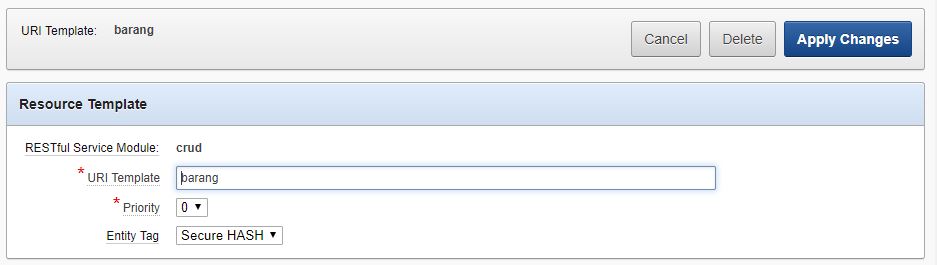 URI Template: barang
Cancel Delete Apply Changes
Resource Template
RESTful Service Module: crud
* URI Template barang
* Priority 0
Entity Tag Secure HASH